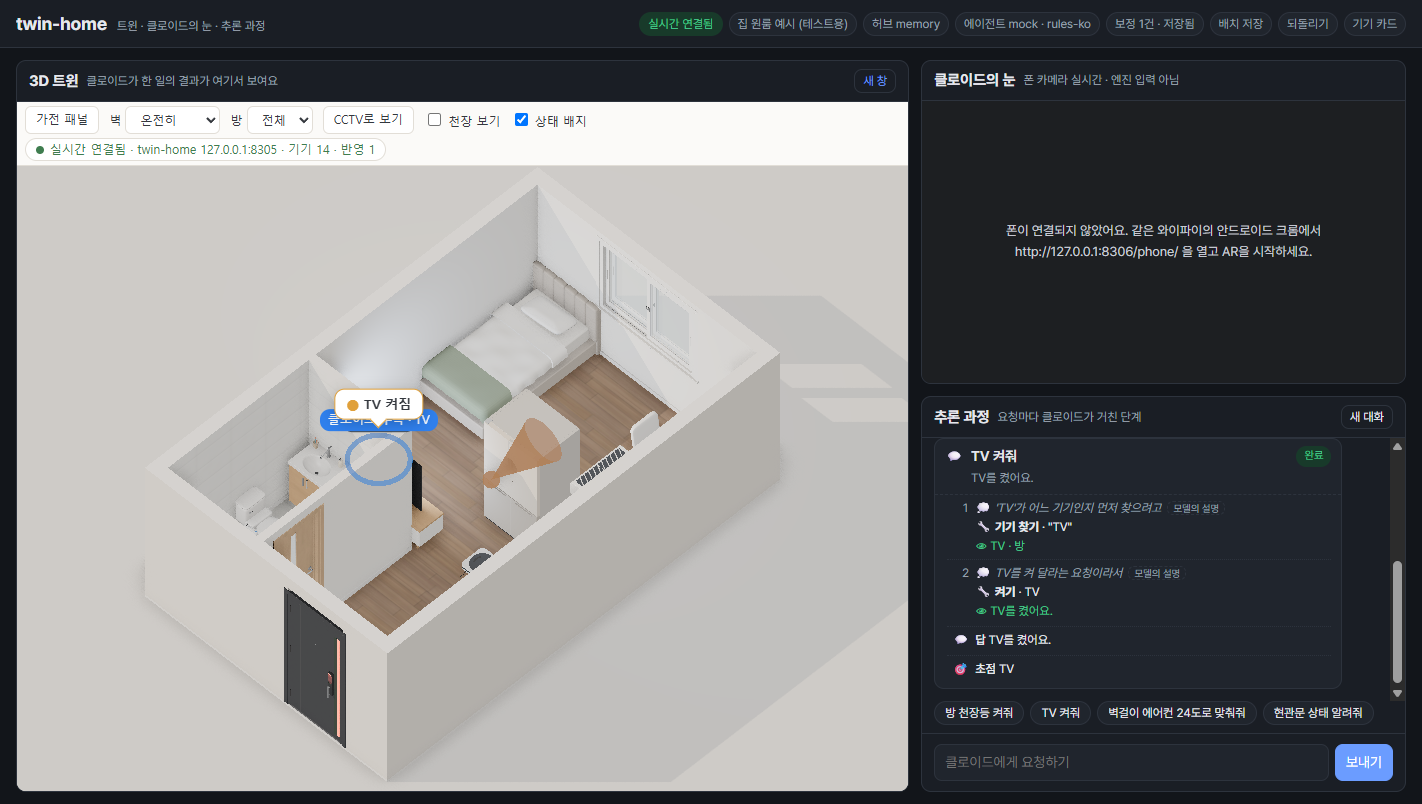 twin-home 트윈 · 클로이드의 눈 · 추론 과정
실시간 연결됨 집 원룸 예시 (테스트용) 허브 memory 에이전트 mock · rules-ko 보정 1건 · 저장됨 배치 저장 되돌리기 기기 카드
3D 트윈 클로이드가 한 일의 결과가 여기서 보여요 새 창
가전 패널 벽 온전히 방 전체 CCTV로 보기 천장 보기 상태 배지
실시간 연결됨 · twin-home 127.0.0.1:8305 · 기기 14 · 반영 1
TV 켜짐
TV
클로이드의 눈 폰 카메라 실시간 · 엔진 입력 아님
폰이 연결되지 않았어요. 같은 와이파이의 안드로이드 크롬에서
http://127.0.0.1:8306/phone/ 을 열고 AR을 시작하세요.
추론 과정 요청마다 클로이드가 거친 단계 새 대화
TV 켜줘 완료
TV를 켰어요.
1 'TV'가 어느 기기인지 먼저 찾으려고 모델의 설명
기기 찾기 · "TV"
TV · 방
2 TV를 켜 달라는 요청이라서 모델의 설명
켜기 · TV
TV를 켰어요.
답 TV를 켰어요.
초점 TV
방 천장등 켜줘 TV 켜줘 벽걸이 에어컨 24도로 맞춰줘 현관문 상태 알려줘
클로이드에게 요청하기 보내기